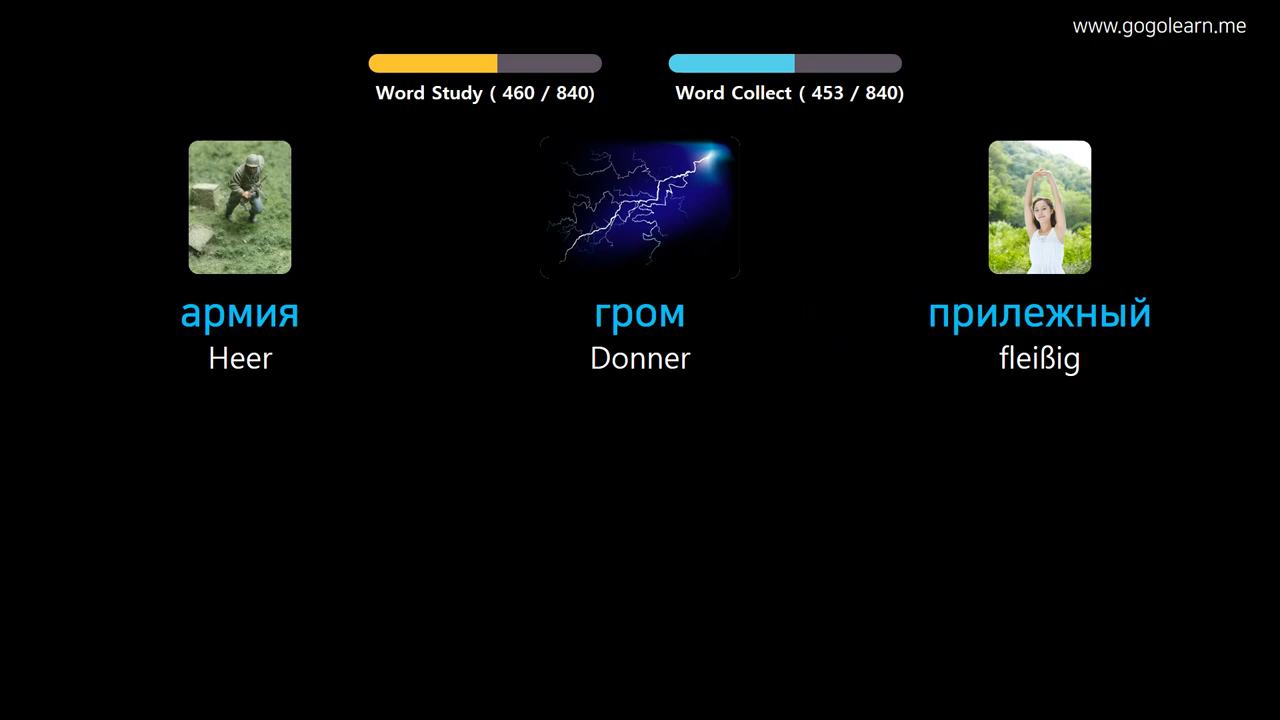 www.gogolearn.me
Word Study ( 460 / 840)
Word Collect ( 453 / 840)
армия
гром
прилежный
Heer
Donner
fleißig